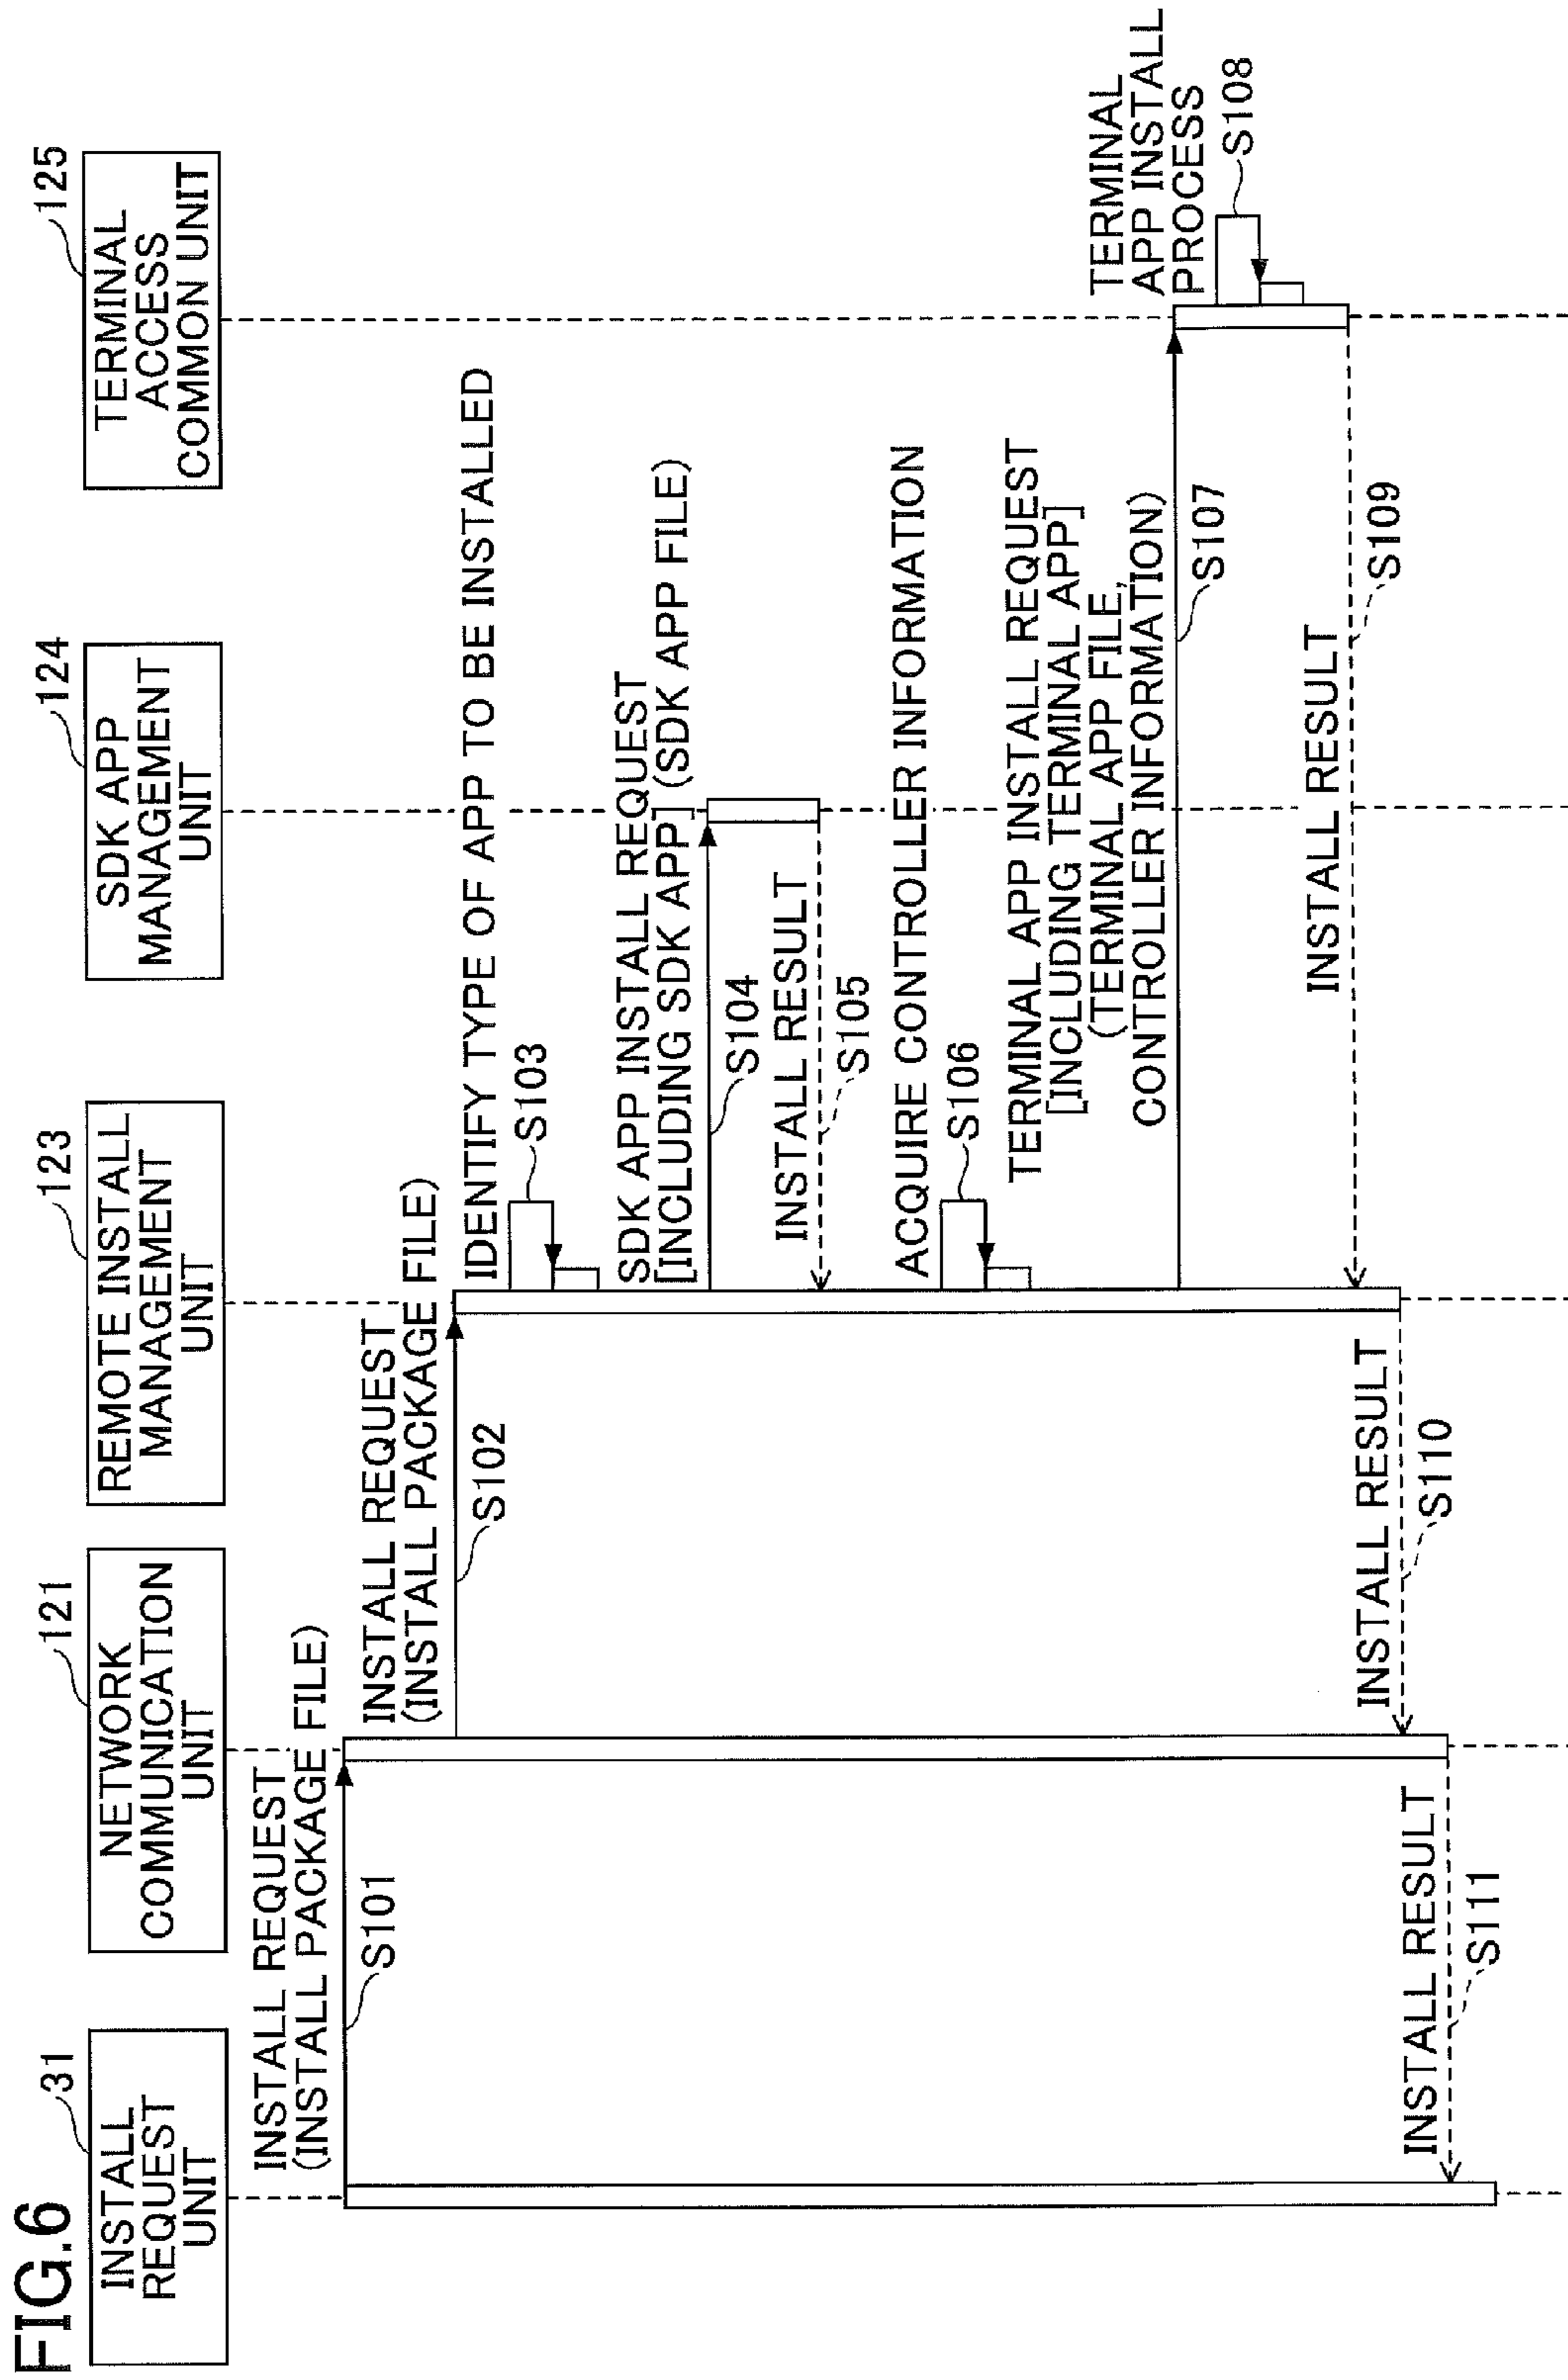 FIG.6
31
INSTALL
REQUEST
UNIT
121
NETWORK
COMMUNICATION
UNIT
123
REMOTE INSTALL
MANAGEMENT
UNIT
124
SDK APP
MANAGEMENT
UNIT
125
TERMINAL
ACCESS
COMMON UNIT
INSTALL REQUEST
(INSTALL PACKAGE FILE)
S101
INSTALL REQUEST
(INSTALL PACKAGE FILE)
S102
IDENTIFY TYPE OF APP TO BE INSTALLED
S103
SDK APP INSTALL REQUEST
[INCLUDING SDK APP] (SDK APP FILE)
S104
INSTALL RESULT
S105
ACQUIRE CONTROLLER INFORMATION
S106
TERMINAL APP INSTALL REQUEST
[INCLUDING TERMINAL APP]
(TERMINAL APP FILE,
CONTROLLER INFORMATION)
S107
TERMINAL
APP INSTALL
PROCESS
S108
INSTALL RESULT
S109
INSTALL RESULT
S110
INSTALL RESULT
S111